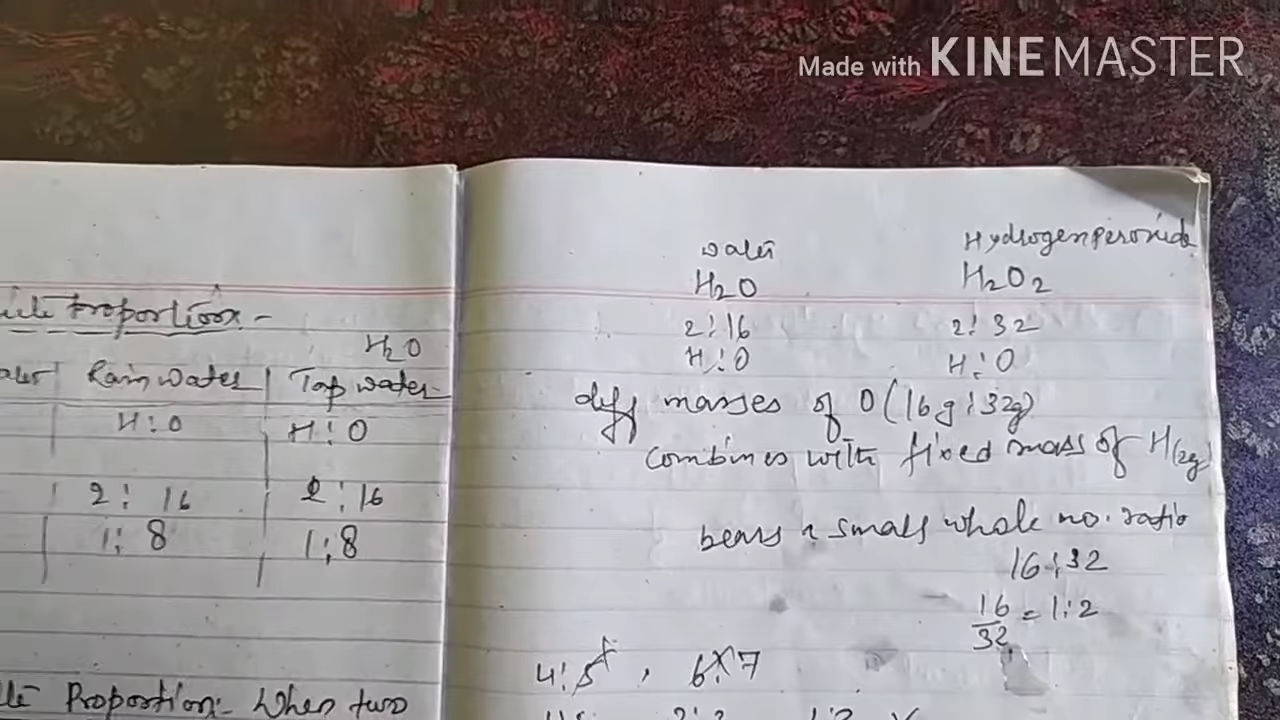 Made with KINEMASTER
Proportion:-
H₂O
Rain water | Tap water
H:O H:O
2: 16 2:16
1: 8 1:8
Proportion:- When two
water Hydrogen peroxide
H₂O H₂O₂
2:16 2:32
H:O H:O
diff masses of O (16g:32g)
combines with fixed mass of H(2g)
bears a small whole no. ratio
16:32
16/32 = 1:2
4:5 , 6:7